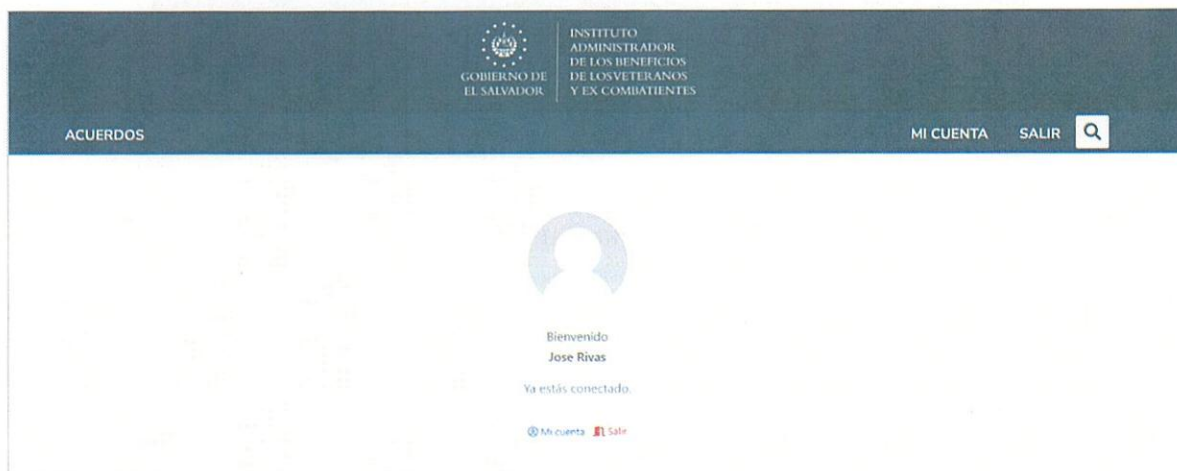 GOBIERNO DE
EL SALVADOR
INSTITUTO
ADMINISTRADOR
DE LOS BENEFICIOS
DE LOSVETERANOS
Y EX COMBATIENTES
ACUERDOS
MI CUENTA SALIR
Bienvenido
Jose Rivas
Ya estás conectado.
Mi cuenta Salir